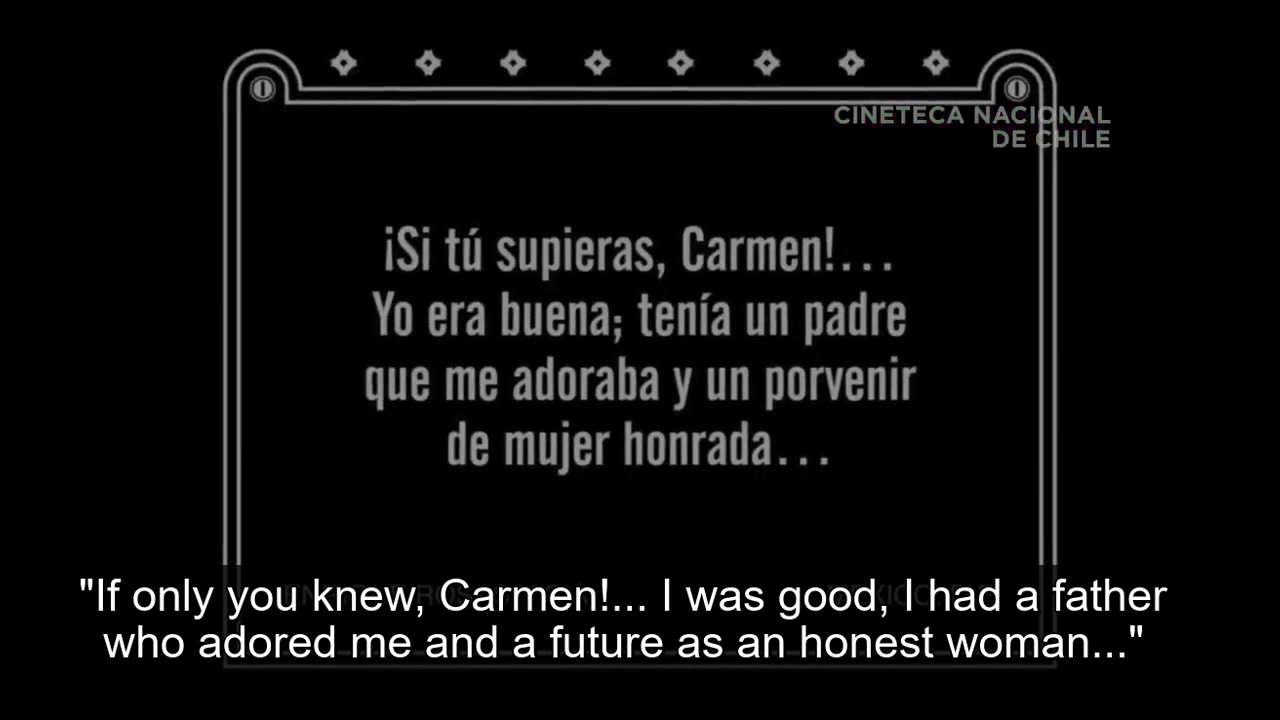 CINETECA NACIONAL
DE CHILE
¡Si tú supieras, Carmen!...
Yo era buena; tenía un padre
que me adoraba y un porvenir
de mujer honrada...
"If only you knew, Carmen!... I was good, I had a father
who adored me and a future as an honest woman..."